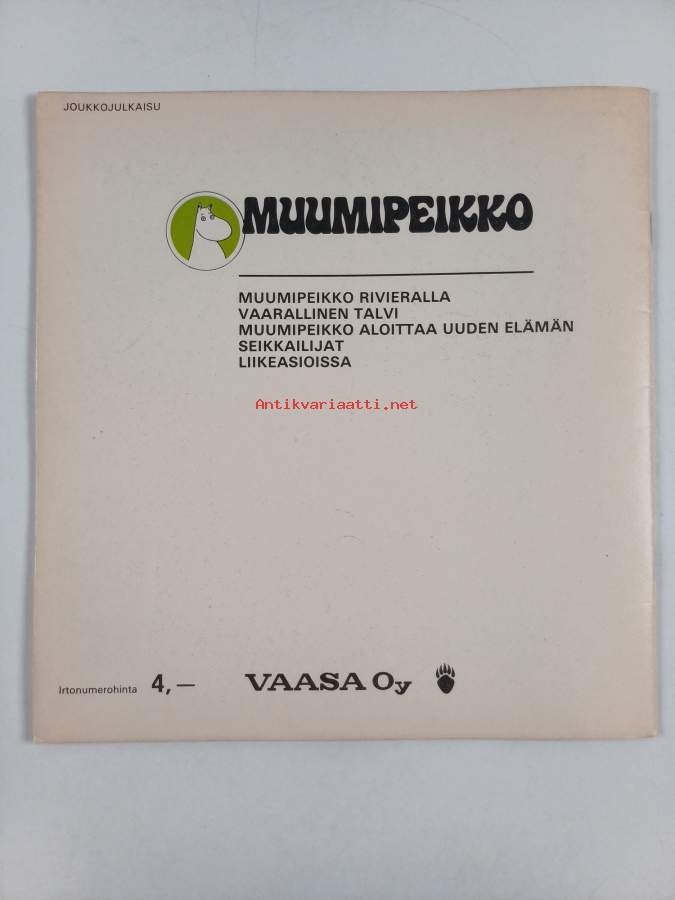 JOUKKOJULKAISU
MUUMIPEIKKO
MUUMIPEIKKO RIVIERALLA
VAARALLINEN TALVI
MUUMIPEIKKO ALOITTAA UUDEN ELÄMÄN
SEIKKAILIJAT
LIIKEASIOISSA
Antikvariaatti.net
Irtonumerohinta 4,— VAASA Oy